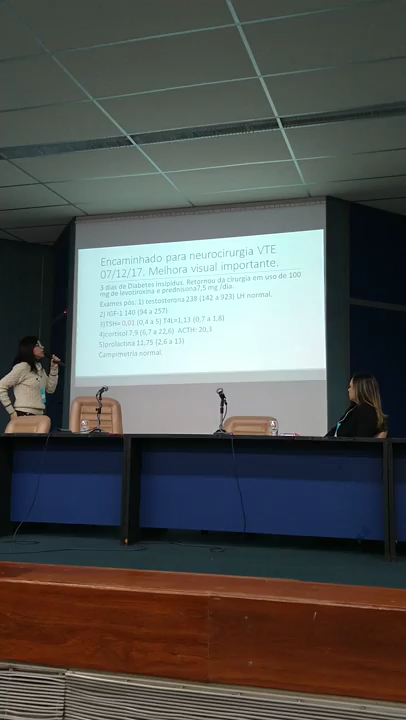 Encaminhado para neurocirurgia VTE
07/12/17. Melhora visual importante.
3 dias de Diabetes insipidus. Retornou da cirurgia em uso de 100
mg de levotiroxina e prednisona7,5 mg /dia.
Exames pós: 1) testosterona 238 (142 a 923) LH normal.
2) IGF-1 140 (94 a 257)
3)TSH= 0,01 (0,4 a 5) T4L=1,13 (0,7 a 1,8)
4)cortisol 7,9 (6,7 a 22,6) ACTH: 20,3
5)prolactina 11,75 (2,6 a 13)
Campimetria normal.